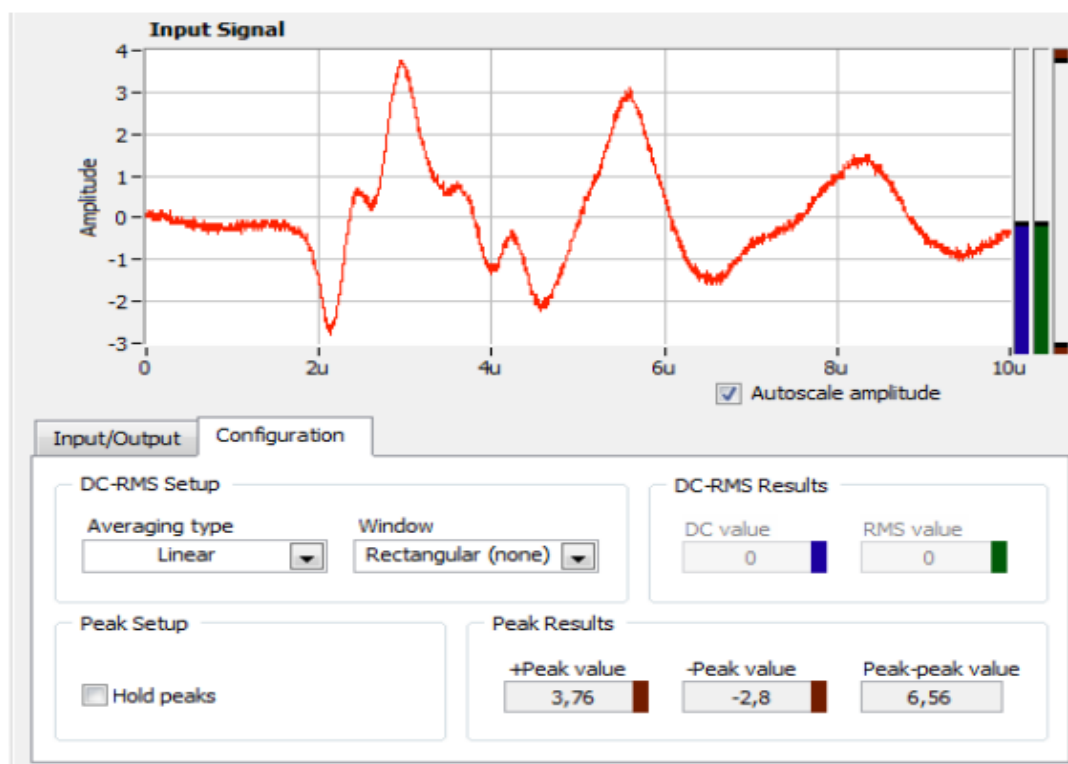 Input Signal
4
3
2
1
0
-1
-2
-3
Amplitude
0 2u 4u 6u 8u 10u
Autoscale amplitude
Input/Output Configuration
DC-RMS Setup
Averaging type Window
Linear Rectangular (none)
DC-RMS Results
DC value RMS value
0 0
Peak Setup
Hold peaks
Peak Results
+Peak value -Peak value Peak-peak value
3,76 -2,8 6,56